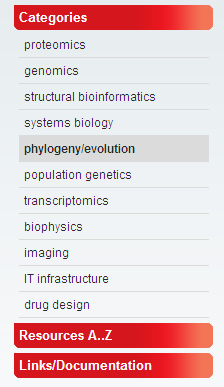 Categories
proteomics
genomics
structural bioinformatics
systems biology
phylogeny/evolution
population genetics
transcriptomics
biophysics
imaging
IT infrastructure
drug design
Resources A..Z
Links/Documentation